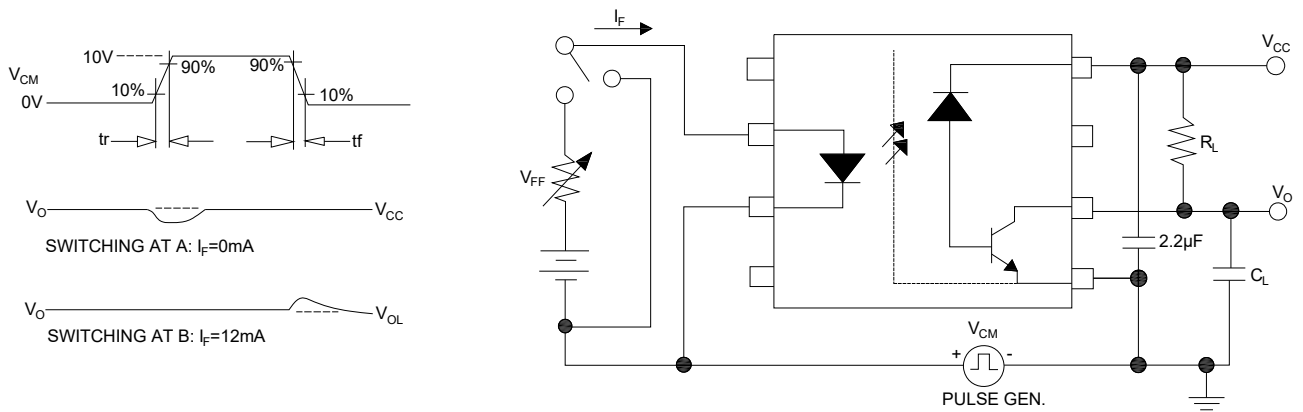 10V
90%
90%
V_CM
10%
10%
0V
tr
tf
V_O
V_CC
SWITCHING AT A: I_F=0mA
V_O
V_OL
SWITCHING AT B: I_F=12mA
I_F
V_FF
V_CC
R_L
V_O
2.2µF
C_L
V_CM
+
-
PULSE GEN.